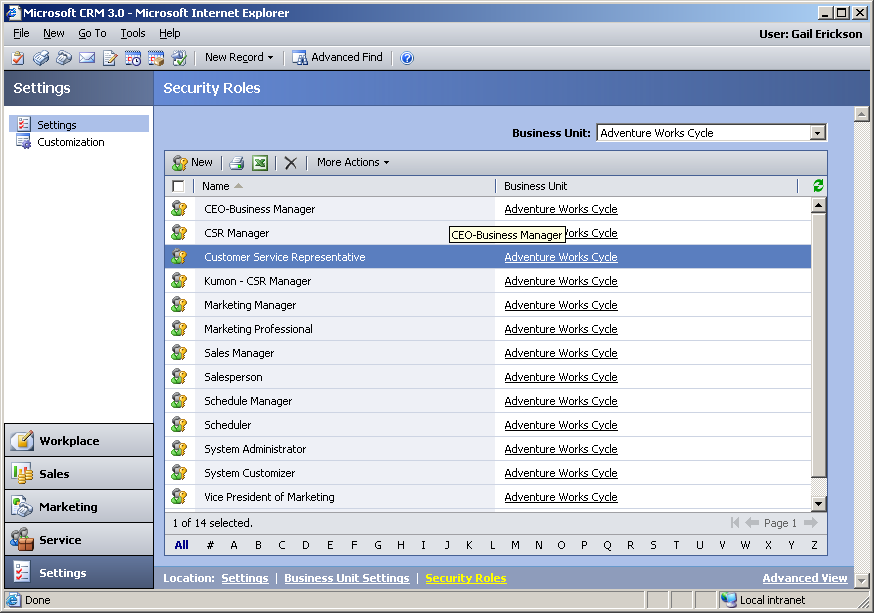 Microsoft CRM 3.0 - Microsoft Internet Explorer
File New Go To Tools Help User: Gail Erickson
New Record Advanced Find
Settings Security Roles
Settings
Customization
Business Unit: Adventure Works Cycle
New More Actions
Name Business Unit
CEO-Business Manager Adventure Works Cycle
CSR Manager CEO-Business Manager orks Cycle
Customer Service Representative Adventure Works Cycle
Kumon - CSR Manager Adventure Works Cycle
Marketing Manager Adventure Works Cycle
Marketing Professional Adventure Works Cycle
Sales Manager Adventure Works Cycle
Salesperson Adventure Works Cycle
Schedule Manager Adventure Works Cycle
Scheduler Adventure Works Cycle
System Administrator Adventure Works Cycle
System Customizer Adventure Works Cycle
Vice President of Marketing Adventure Works Cycle
1 of 14 selected. Page 1
All # A B C D E F G H I J K L M N O P Q R S T U V W X Y Z
Workplace
Sales
Marketing
Service
Settings
Location: Settings | Business Unit Settings | Security Roles Advanced View
Done Local intranet